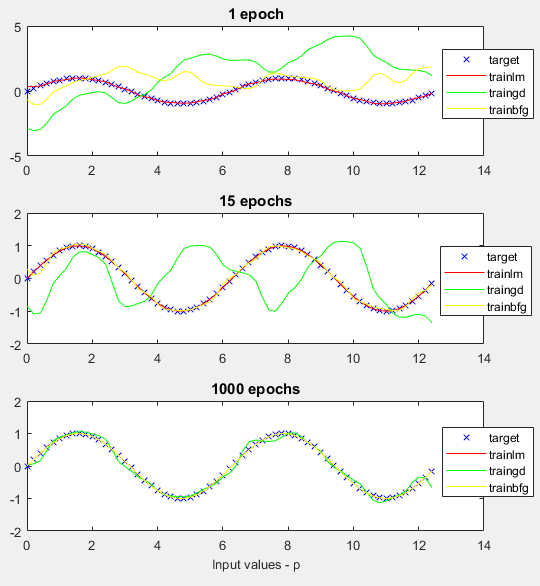 1 epoch
5
0
-5
0 2 4 6 8 10 12 14
target
trainlm
traingd
trainbfg
15 epochs
2
1
0
-1
-2
0 2 4 6 8 10 12 14
target
trainlm
traingd
trainbfg
1000 epochs
2
1
0
-1
-2
0 2 4 6 8 10 12 14
target
trainlm
traingd
trainbfg
Input values - p